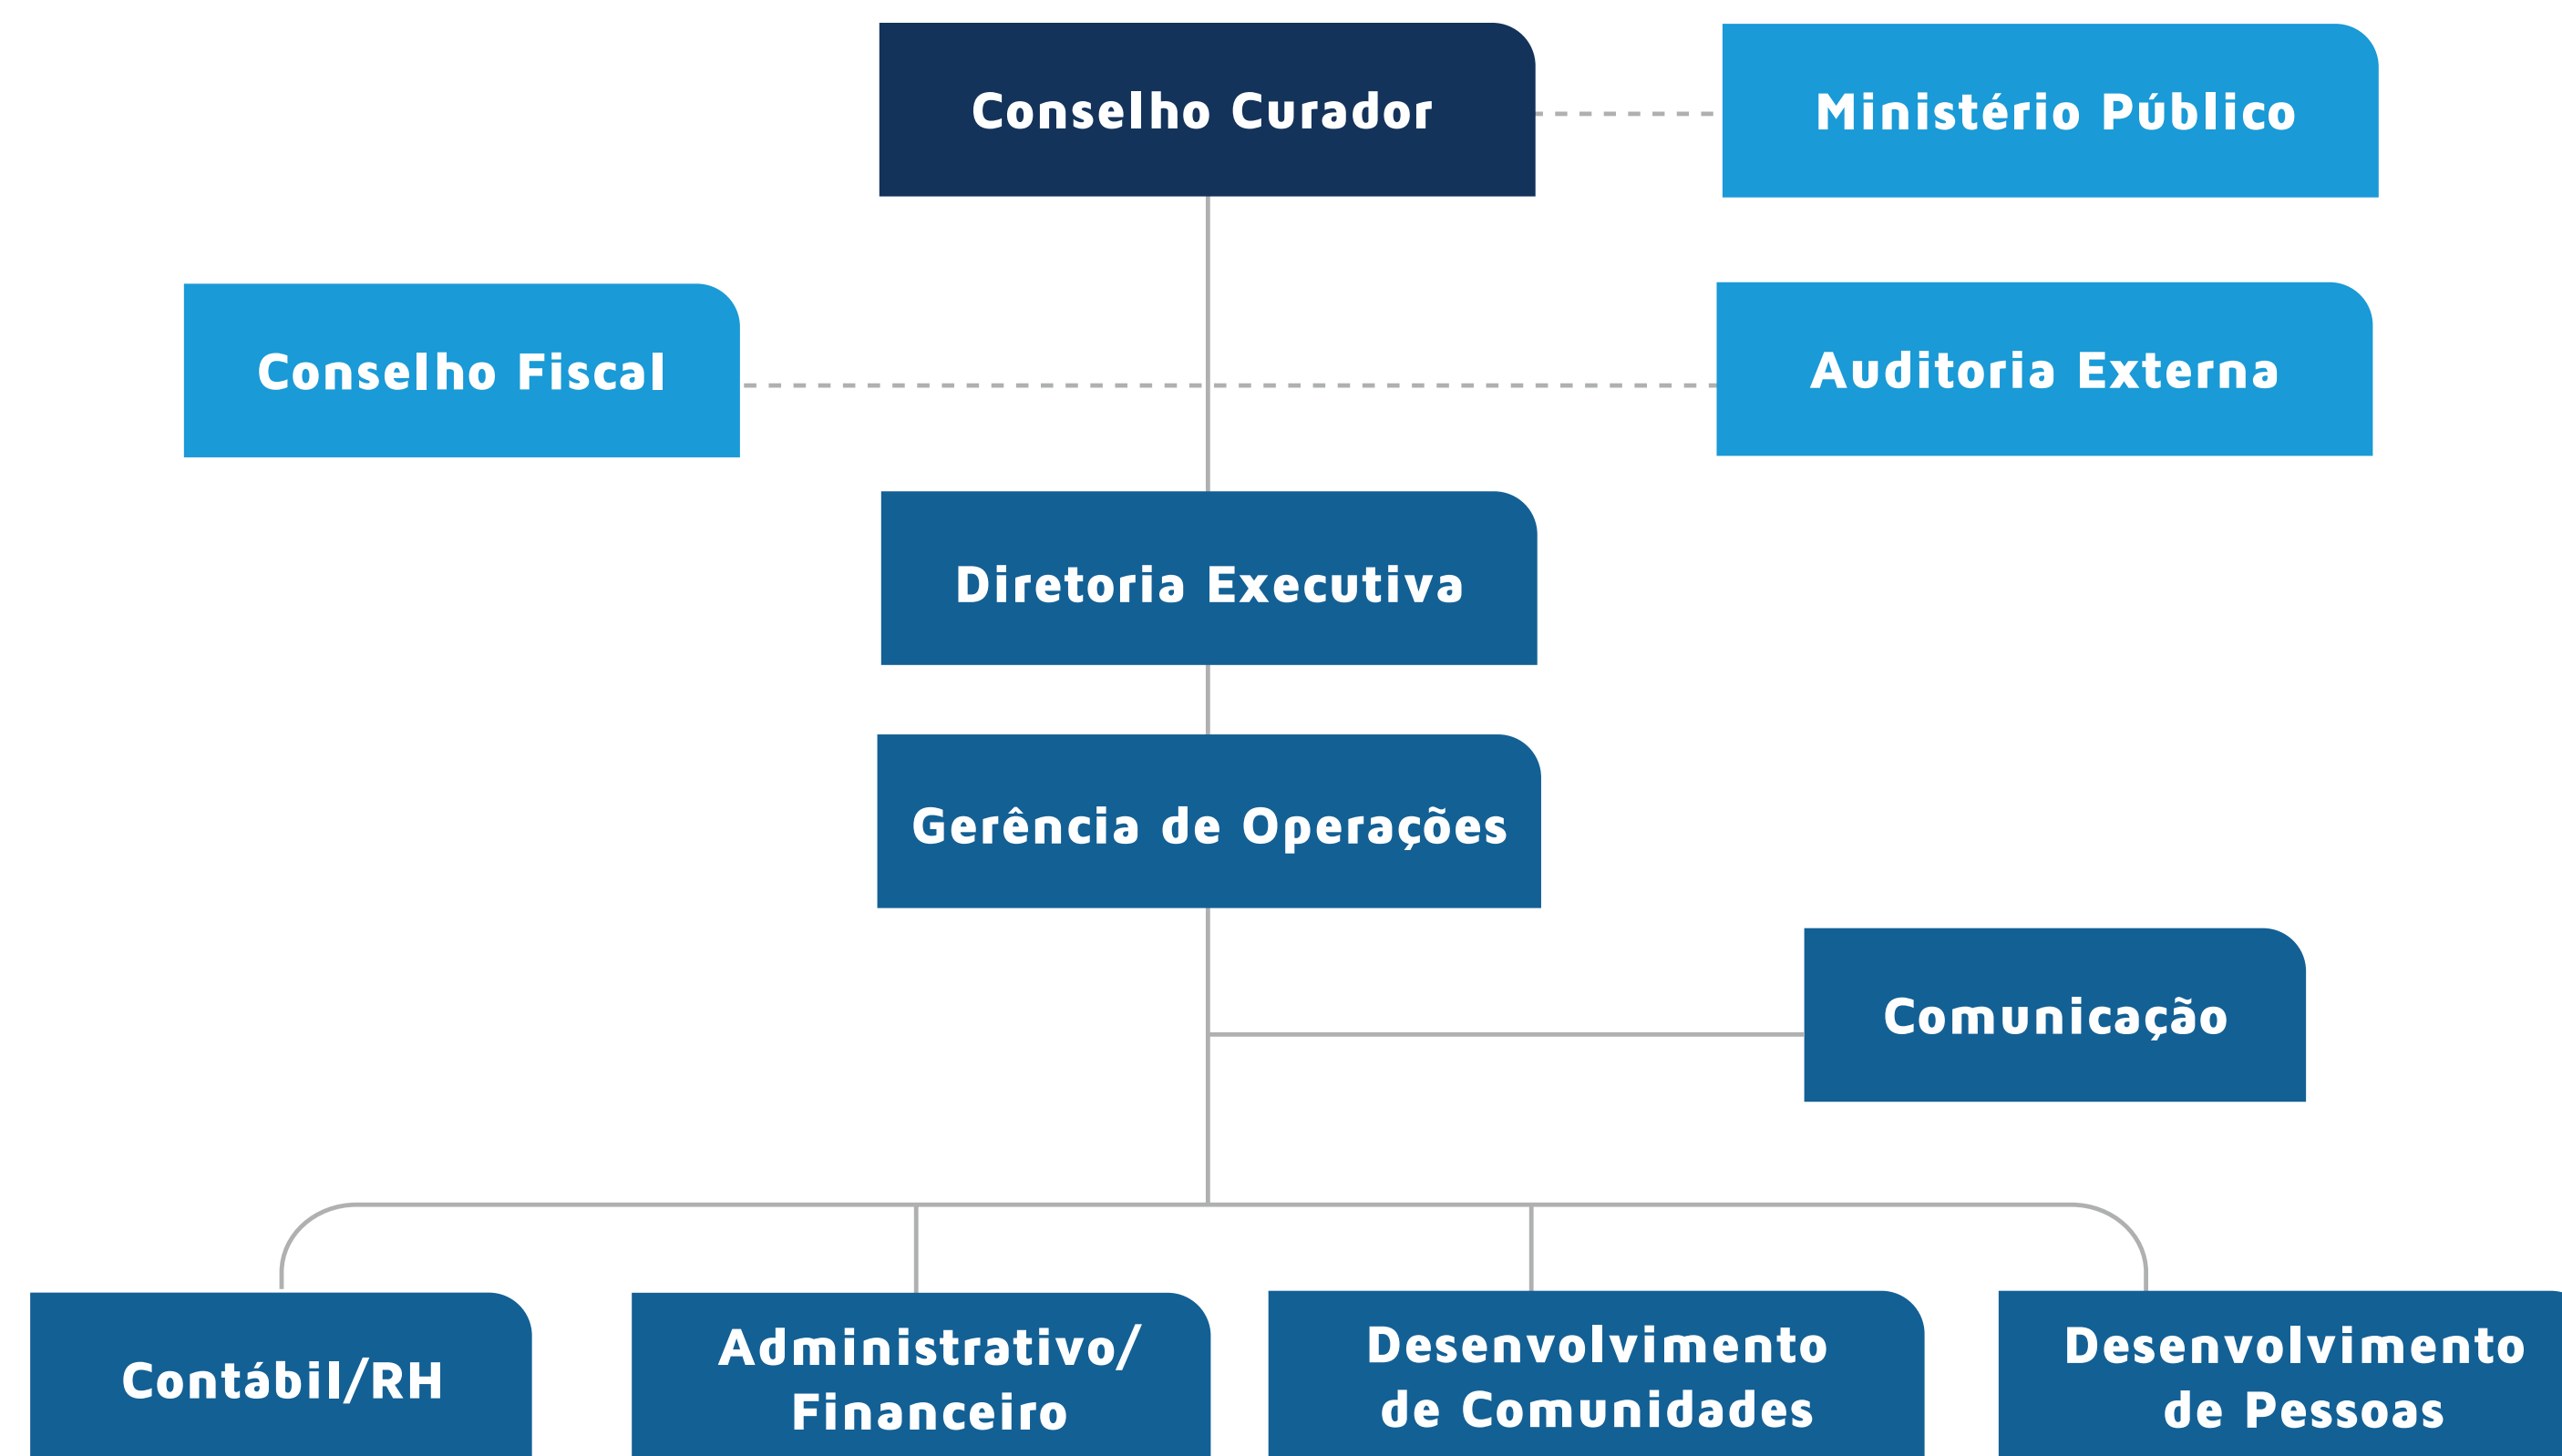 Conselho Curador
Ministério Público
Conselho Fiscal
Auditoria Externa
Diretoria Executiva
Gerência de Operações
Comunicação
Contábil/RH
Administrativo/
Financeiro
Desenvolvimento
de Comunidades
Desenvolvimento
de Pessoas